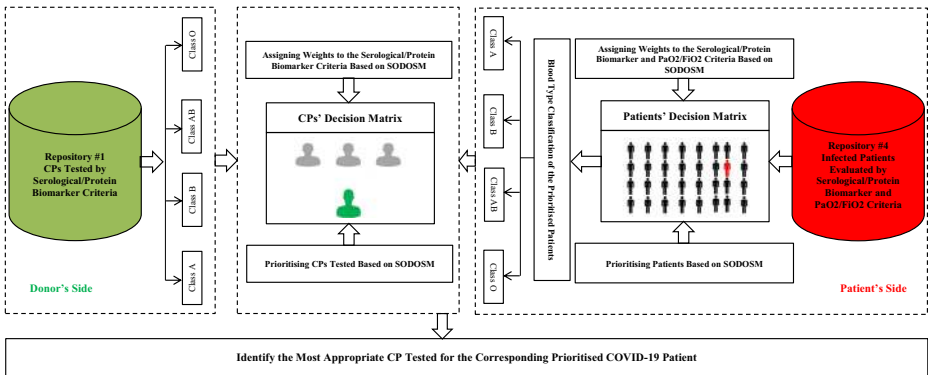 Repository #1
CPs Tested by
Serological/Protein
Biomarker Criteria
Donor's Side
Class O
Class AB
Class B
Class A
Assigning Weights to the Serological/Protein
Biomarker Criteria Based on SODOSM
CPs' Decision Matrix
Prioritising CPs Tested Based on SODOSM
Class A
Class B
Class AB
Class O
Blood Type Classification of the Prioritised Patients
Assigning Weights to the Serological/Protein
Biomarker and PaO2/FiO2 Criteria Based on
SODOSM
Patients' Decision Matrix
Prioritising Patients Based on SODOSM
Repository #4
Infected Patients
Evaluated by
Serological/Protein
Biomarker and
PaO2/FiO2 Criteria
Patient's Side
Identify the Most Appropriate CP Tested for the Corresponding Prioritised COVID-19 Patient